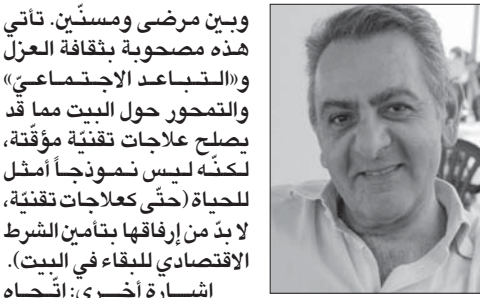 وبين مرضى ومسنّين. تأتي
هذه مصحوبة بثقافة العزل
و«التباعد الاجتماعيّ»
والتمحور حول البيت مما قد
يصلح علاجات تقنيّة مؤقّتة،
لكنّه ليس نموذجاً أمثل
للحياة (حتّى كعلاجات تقنيّة،
لا بدّ من إرفاقها بتأمين الشرط
الاقتصادي للبقاء في البيت).
إشارة أخرى: اتّجاه